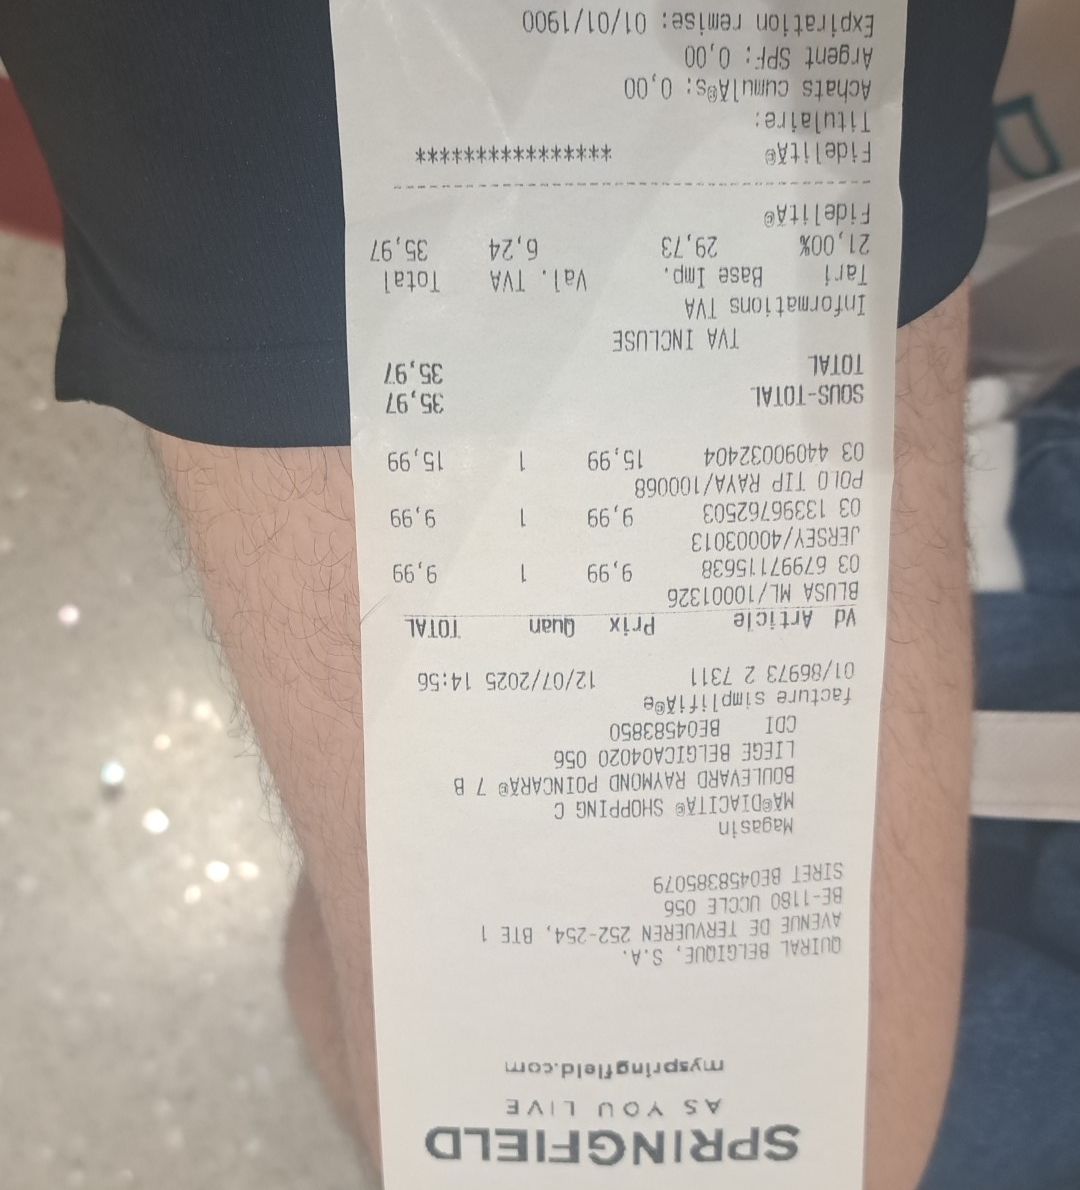 SPRINGFIELD
AS YOU LIVE
myspringfield.com
QUIRAL BELGIQUE, S.A.
AVENUE DE TERVUEREN 252-254, BTE 1
BE-1180 UCCLE 056
SIRET BE0458385079
Magasin
MÃ©DIACITÃ© SHOPPING C
BOULEVARD RAYMOND POINCARÃ© 7 B
LIEGE BELGICA04020 056
CDI BE04583850
facture simplifiÃ©e
01/86973 2 7311 12/07/2025 14:56
Vd Article Prix Quan TOTAL
BLUSA ML/10001326
03 67997115638 9,99 1 9,99
JERSEY/40003013
03 13396762503 9,99 1 9,99
POLO TIP RAYA/100068
03 44090032404 15,99 1 15,99
SOUS-TOTAL 35,97
TOTAL 35,97
TVA INCLUSE
Informations TVA
Tari Base Imp. Val. TVA Total
21,00% 29,73 6,24 35,97
FidelitÃ©
--------------------------------------------
FidelitÃ© *****************
Titulaire:
Achats cumulÃ©s: 0,00
Argent SPF: 0,00
Expiration remise: 01/01/1900